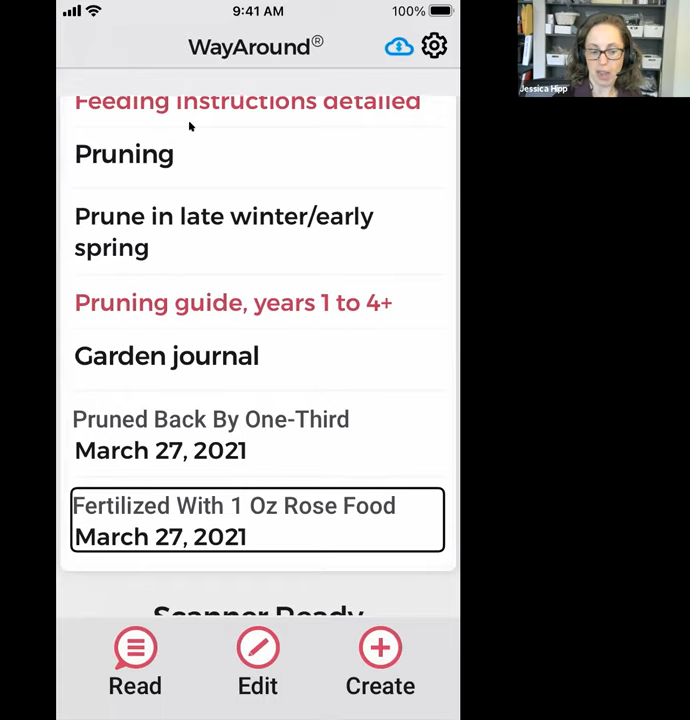 9:41 AM
100%
WayAround®
Feeding instructions detailed
Pruning
Prune in late winter/early
spring
Pruning guide, years 1 to 4+
Garden journal
Pruned Back By One-Third
March 27, 2021
Fertilized With 1 Oz Rose Food
March 27, 2021
Scanner Ready
Read
Edit
Create
Jessica Hipp